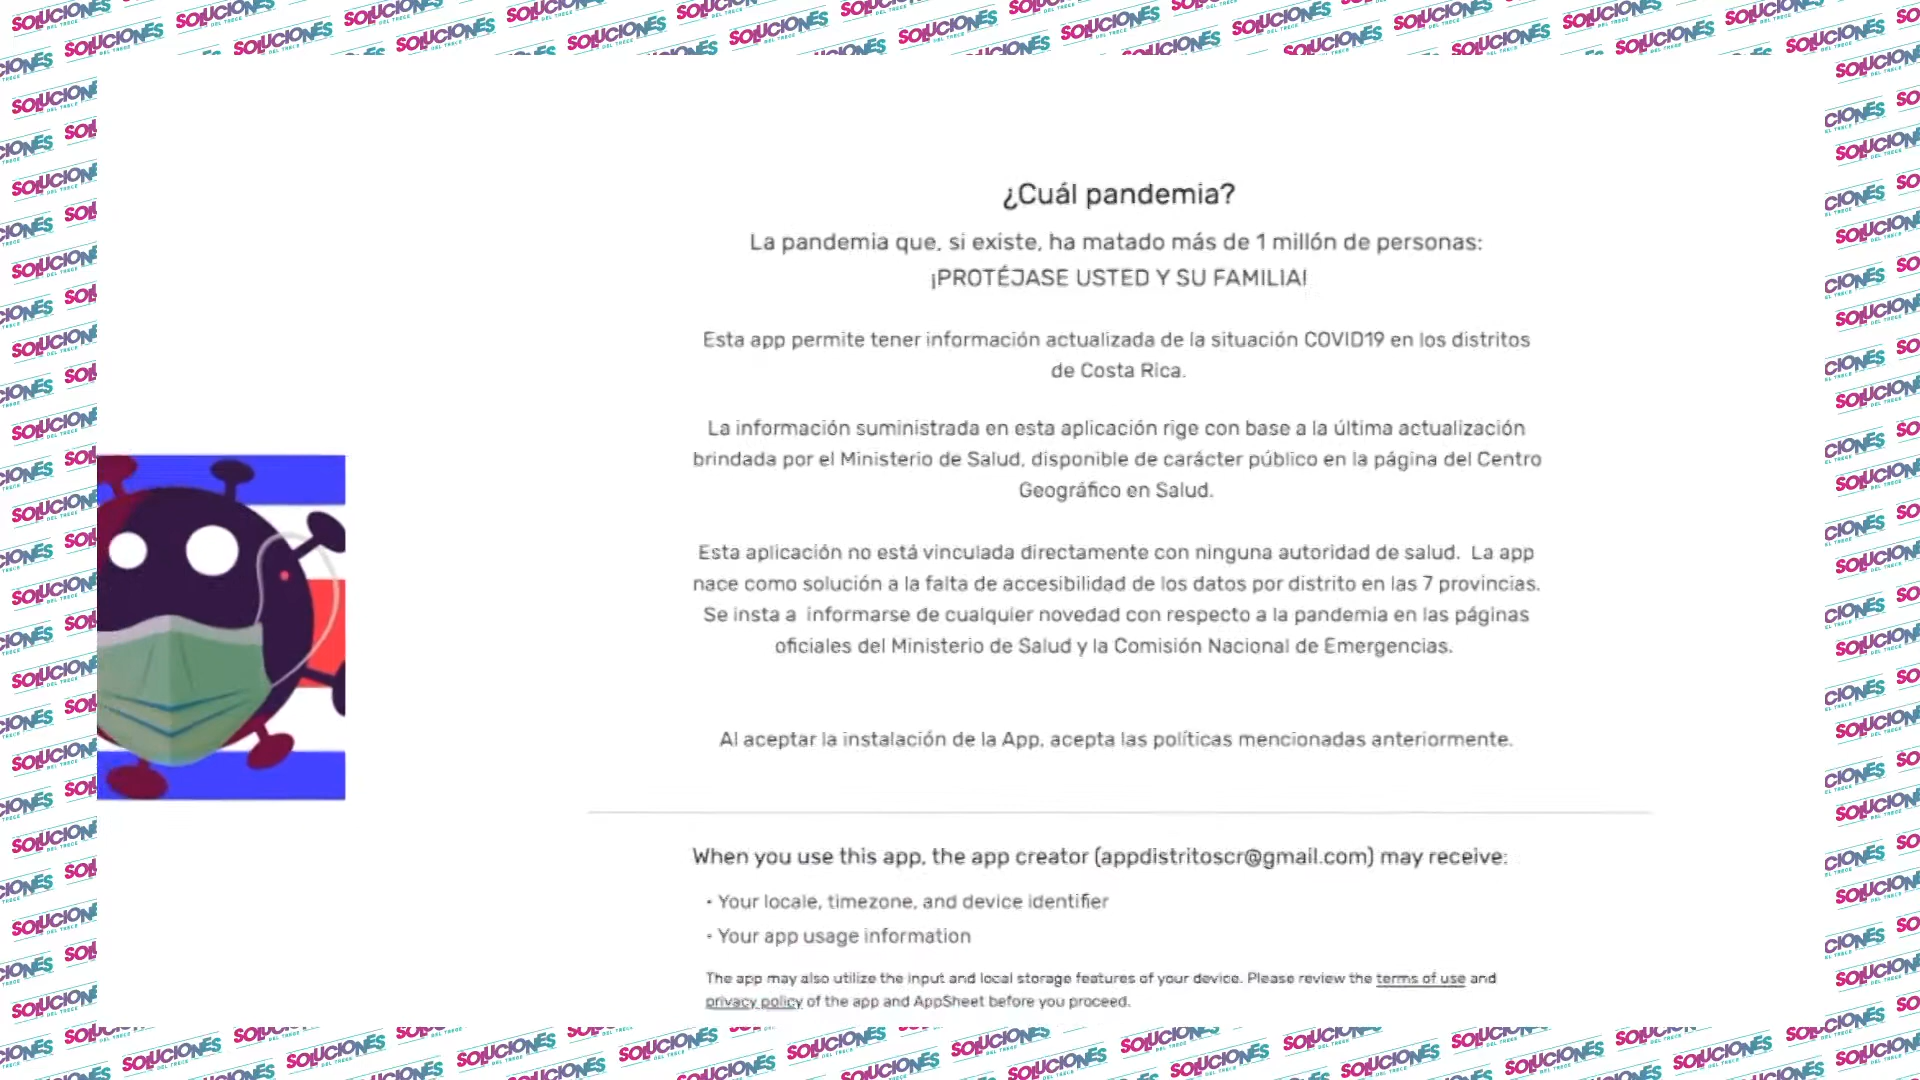 ¿Cuál pandemia?
La pandemia que, si existe, ha matado más de 1 millón de personas:
¡PROTÉJASE USTED Y SU FAMILIA!
Esta app permite tener información actualizada de la situación COVID19 en los distritos
de Costa Rica.
La información suministrada en esta aplicación rige con base a la última actualización
brindada por el Ministerio de Salud, disponible de carácter público en la página del Centro
Geográfico en Salud.
Esta aplicación no está vinculada directamente con ninguna autoridad de salud. La app
nace como solución a la falta de accesibilidad de los datos por distrito en las 7 provincias.
Se insta a informarse de cualquier novedad con respecto a la pandemia en las páginas
oficiales del Ministerio de Salud y la Comisión Nacional de Emergencias.
Al aceptar la instalación de la App, acepta las políticas mencionadas anteriormente.
When you use this app, the app creator (appdistritoscr@gmail.com) may receive:
• Your locale, timezone, and device identifier
• Your app usage information
The app may also utilize the input and local storage features of your device. Please review the terms of use and
privacy policy of the app and AppSheet before you proceed.
SOLUCIONES
DEL TRECE